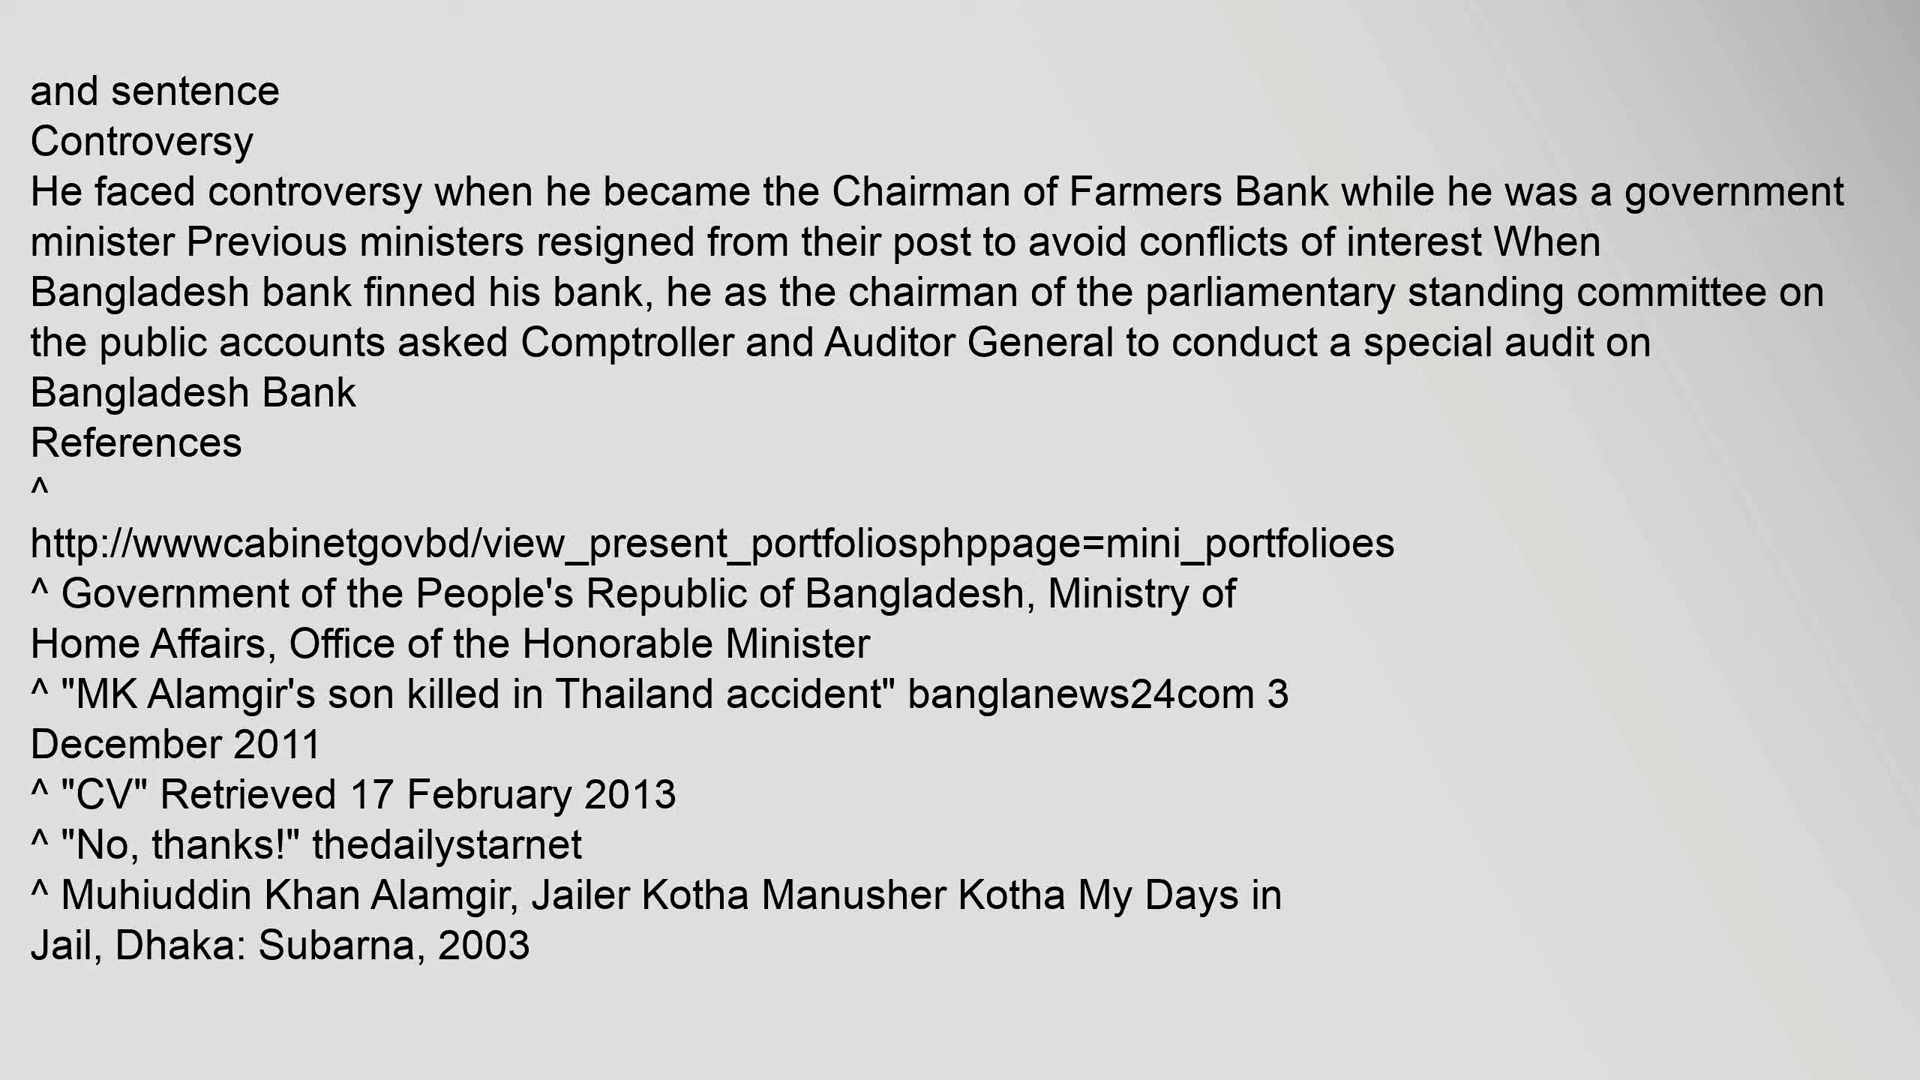 and sentence
Controversy
He faced controversy when he became the Chairman of Farmers Bank while he was a government
minister Previous ministers resigned from their post to avoid conflicts of interest When
Bangladesh bank finned his bank, he as the chairman of the parliamentary standing committee on
the public accounts asked Comptroller and Auditor General to conduct a special audit on
Bangladesh Bank
References
^
http://wwwcabinetgovbd/view_present_portfoliosphppage=mini_portfolioes
^ Government of the People's Republic of Bangladesh, Ministry of
Home Affairs, Office of the Honorable Minister
^ "MK Alamgir's son killed in Thailand accident" banglanews24com 3
December 2011
^ "CV" Retrieved 17 February 2013
^ "No, thanks!" thedailystarnet
^ Muhiuddin Khan Alamgir, Jailer Kotha Manusher Kotha My Days in
Jail, Dhaka: Subarna, 2003